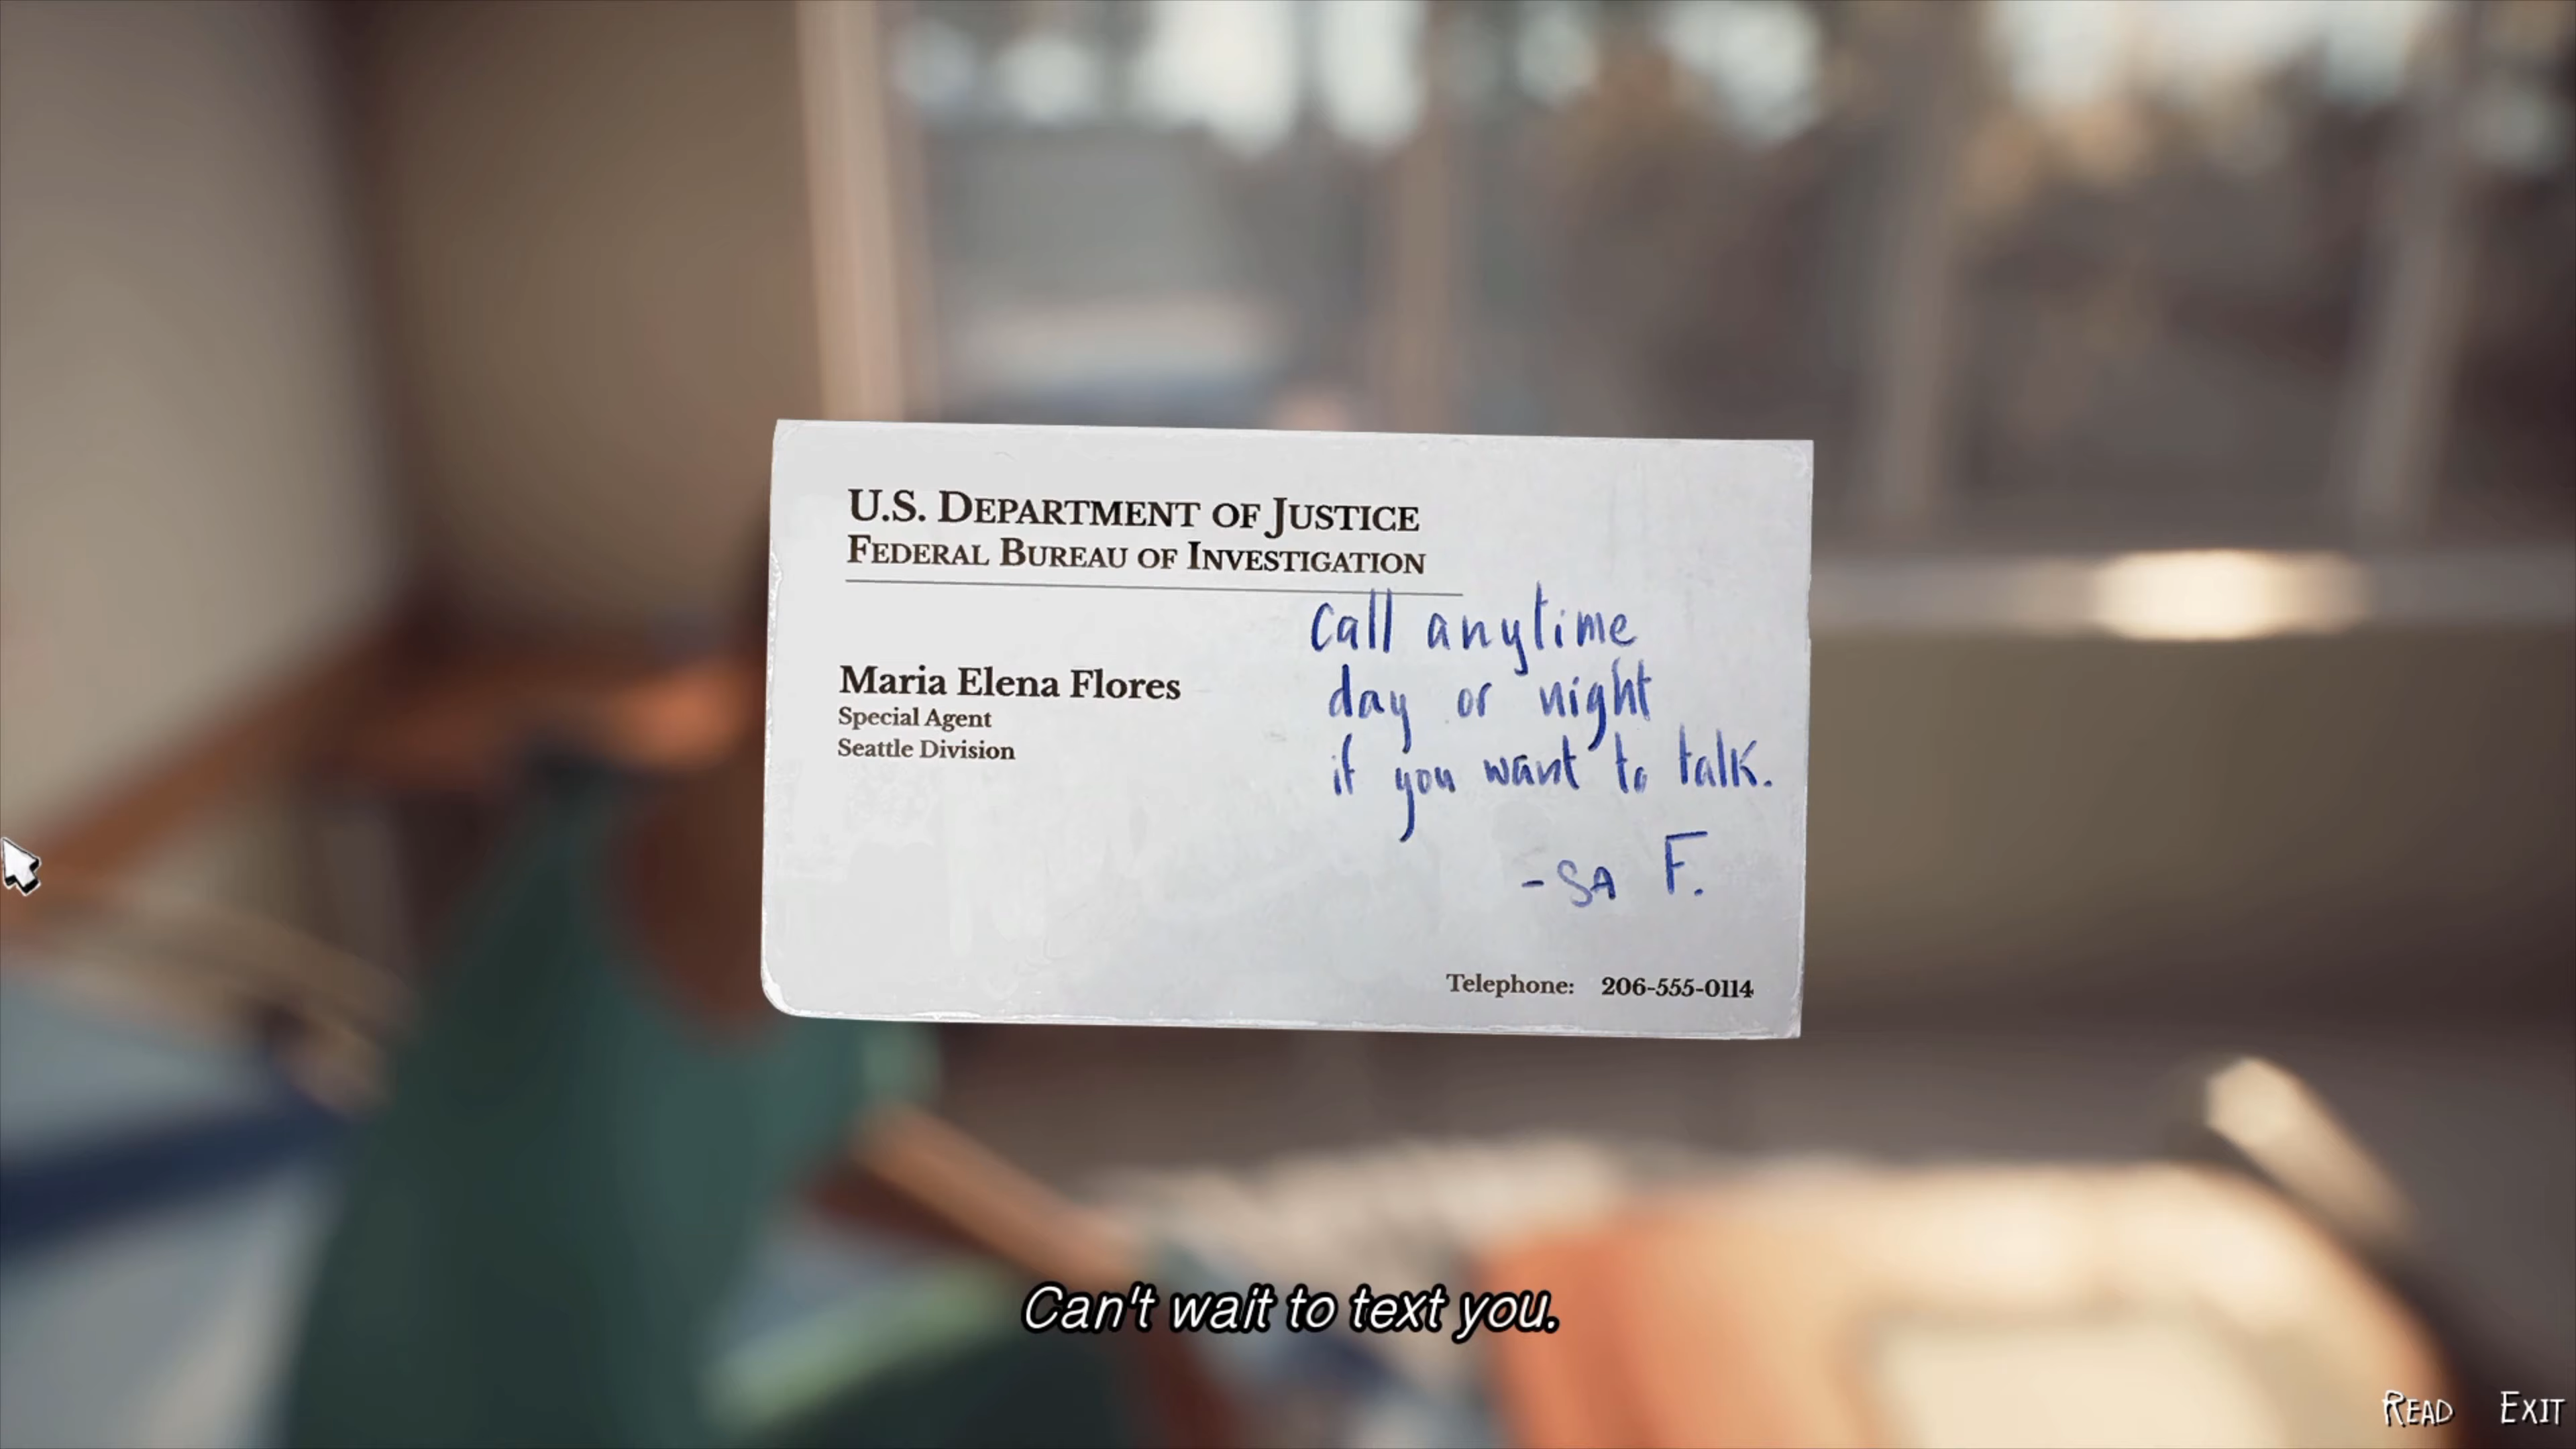 U.S. DEPARTMENT OF JUSTICE
FEDERAL BUREAU OF INVESTIGATION
Call anytime
day or night
if you want to talk.
-SA F.
Maria Elena Flores
Special Agent
Seattle Division
Telephone: 206-555-0114
Can't wait to text you.
READ EXIT